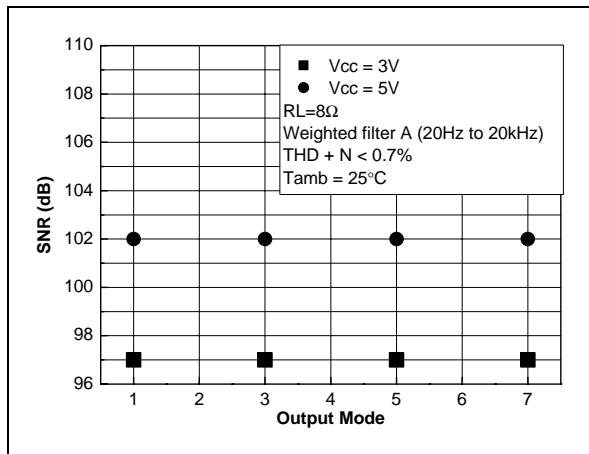 110
108
106
104
102
100
98
96
SNR (dB)
Vcc = 3V
Vcc = 5V
RL=8Ω
Weighted filter A (20Hz to 20kHz)
THD + N < 0.7%
Tamb = 25°C
1 2 3 4 5 6 7
Output Mode